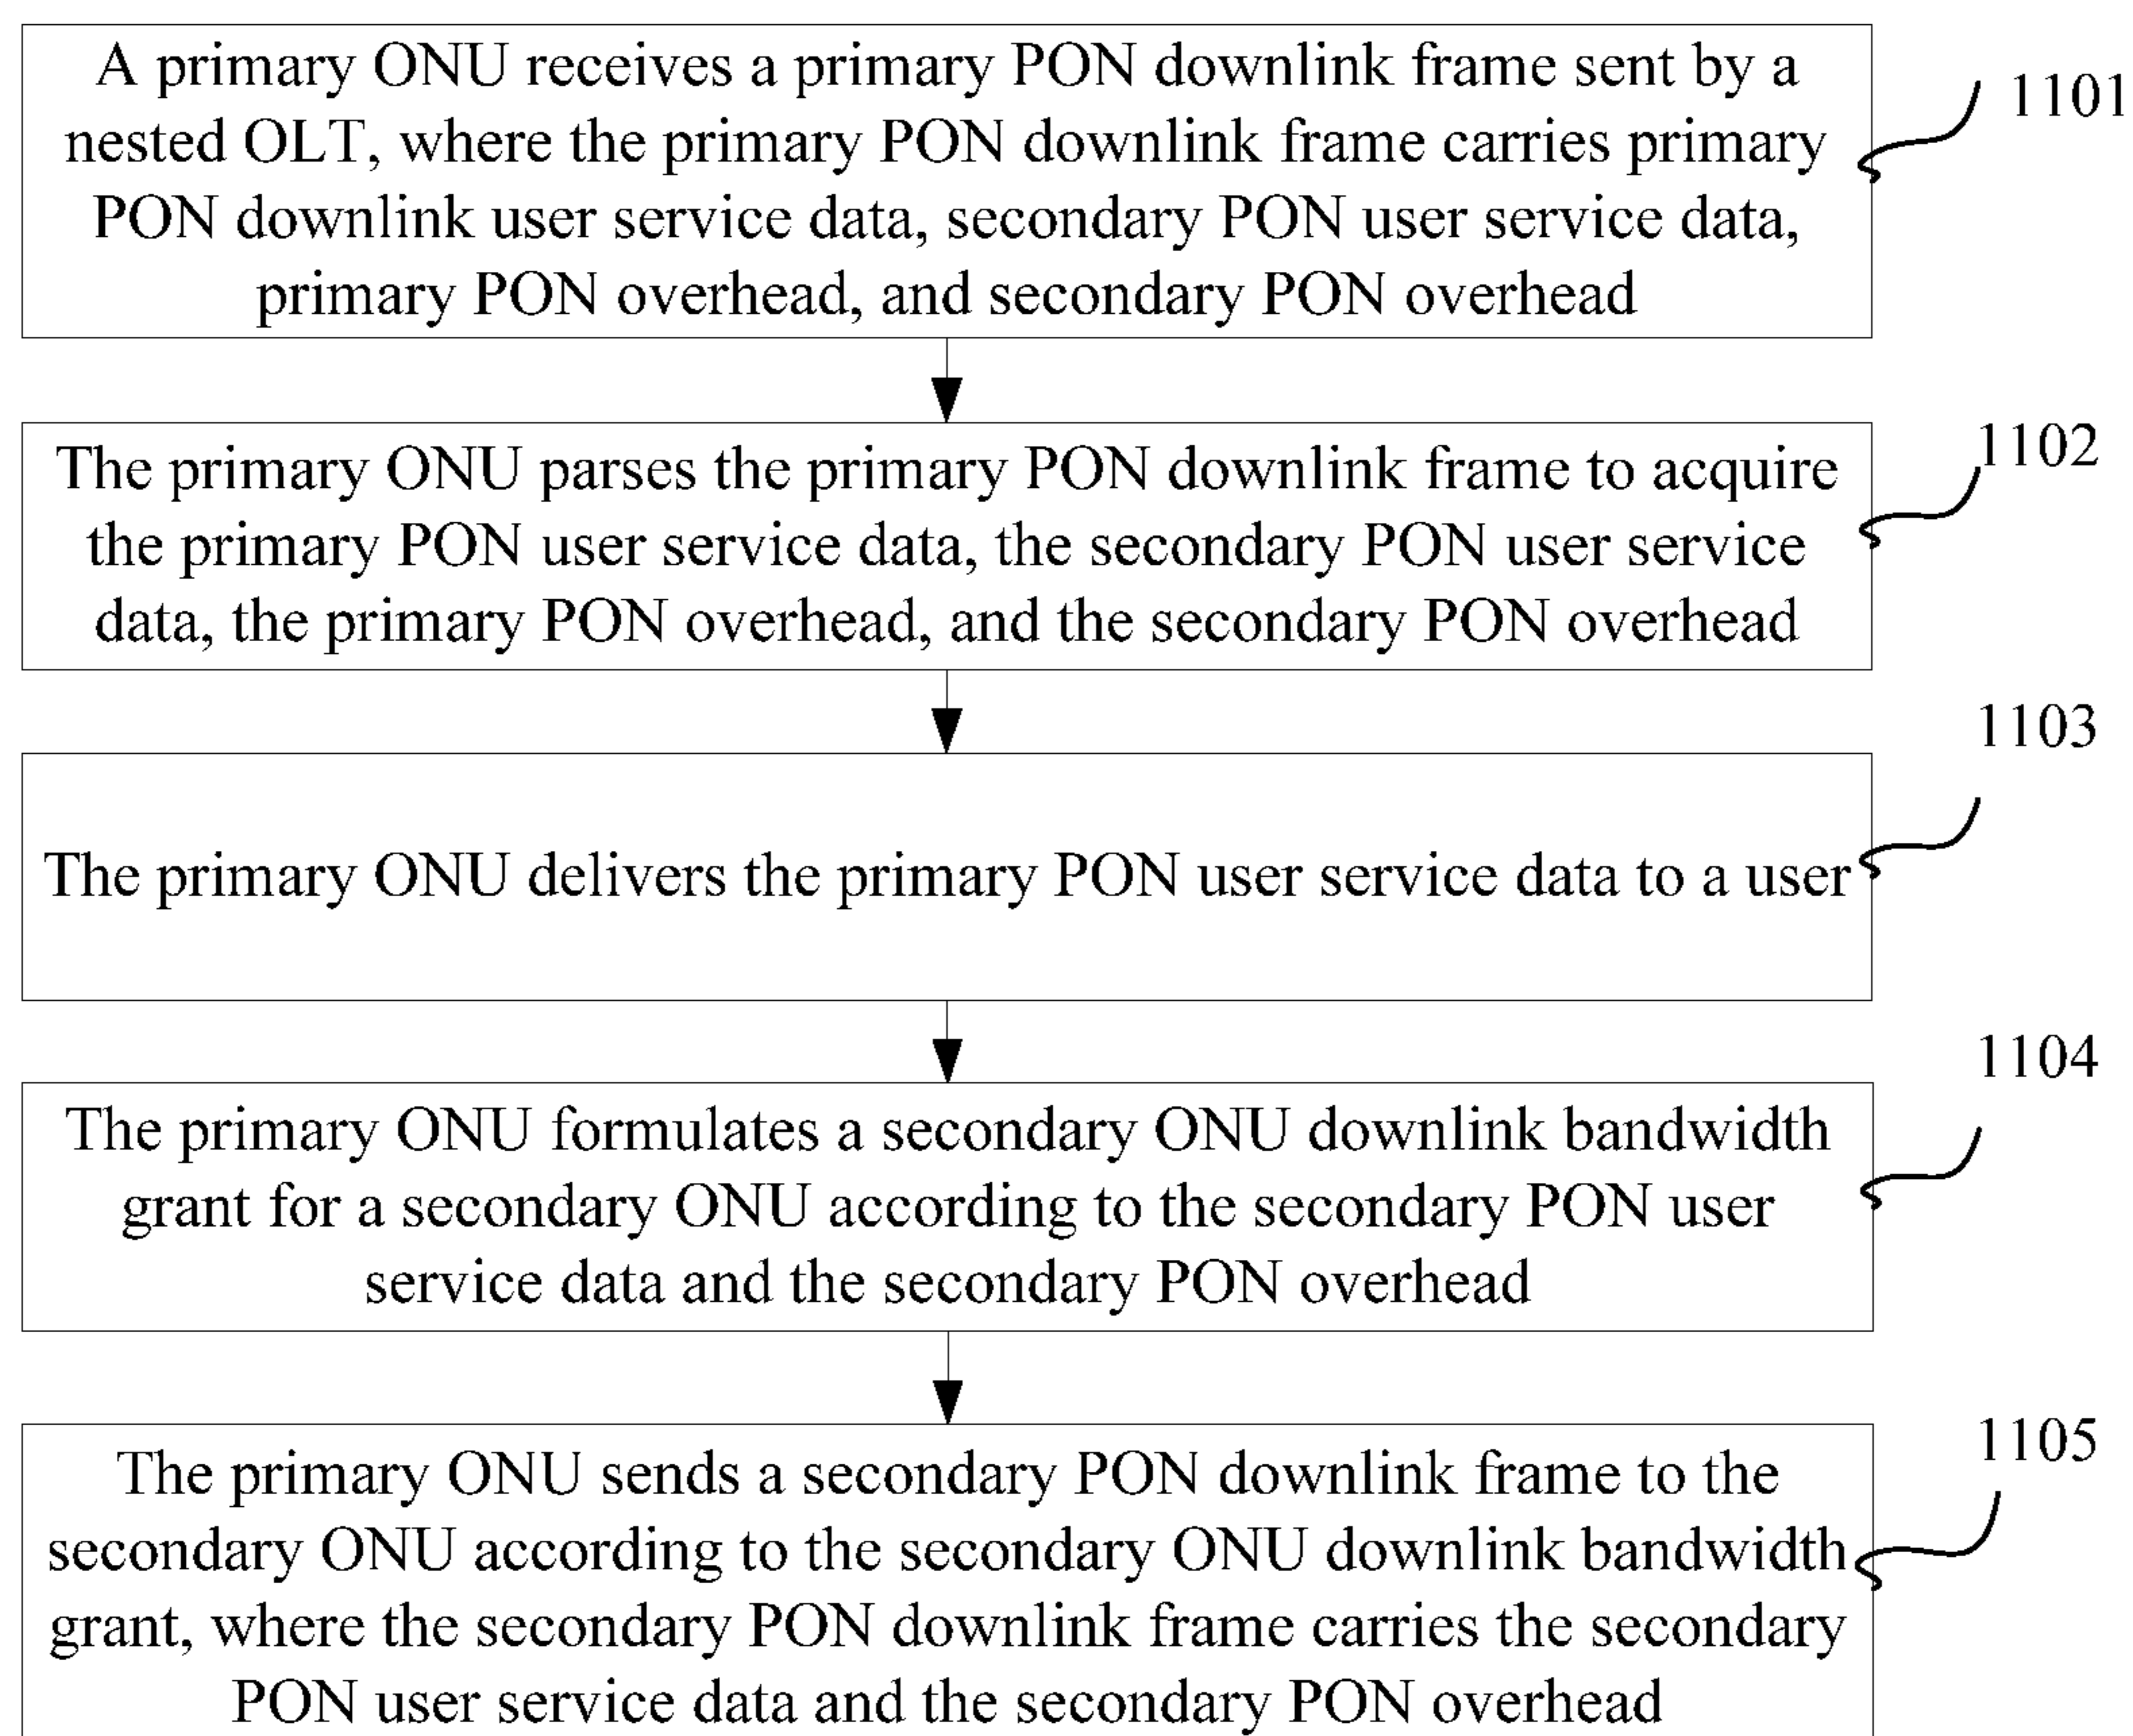 A primary ONU receives a primary PON downlink frame sent by a
nested OLT, where the primary PON downlink frame carries primary
PON downlink user service data, secondary PON user service data,
primary PON overhead, and secondary PON overhead
1101
The primary ONU parses the primary PON downlink frame to acquire
the primary PON user service data, the secondary PON user service
data, the primary PON overhead, and the secondary PON overhead
1102
The primary ONU delivers the primary PON user service data to a user
1103
The primary ONU formulates a secondary ONU downlink bandwidth
grant for a secondary ONU according to the secondary PON user
service data and the secondary PON overhead
1104
The primary ONU sends a secondary PON downlink frame to the
secondary ONU according to the secondary ONU downlink bandwidth
grant, where the secondary PON downlink frame carries the secondary
PON user service data and the secondary PON overhead
1105